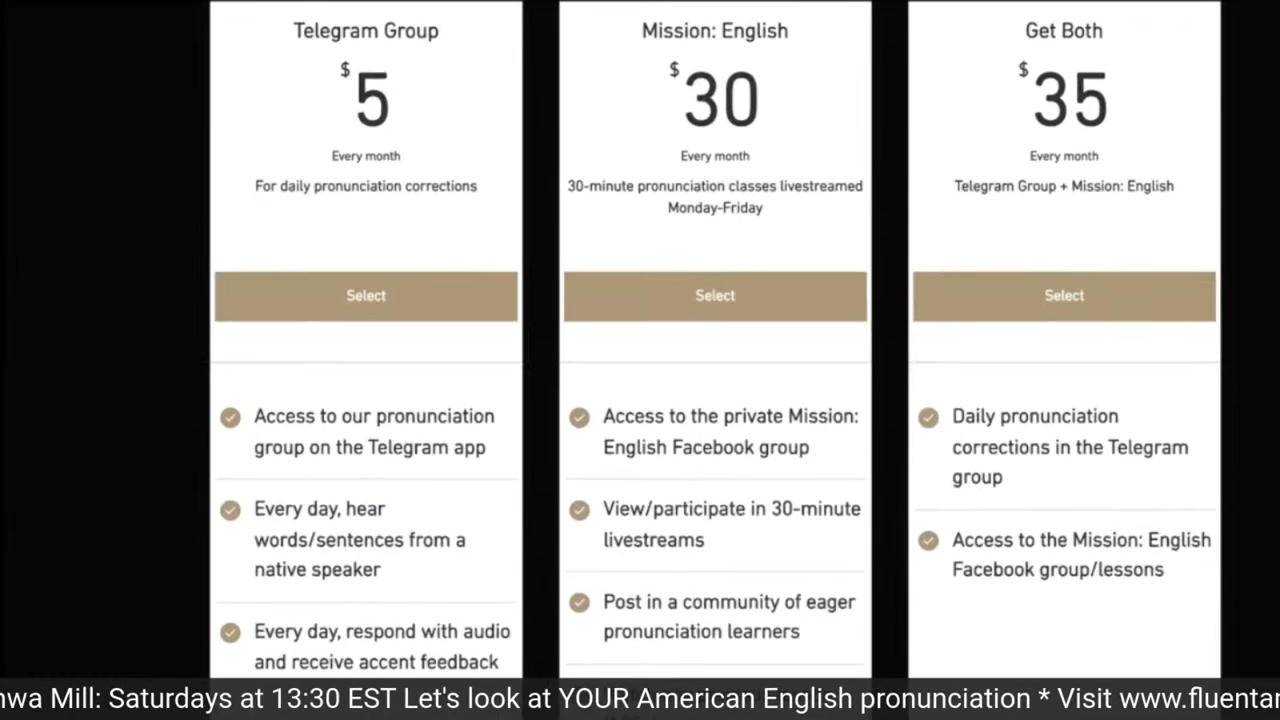 Telegram Group
$5
Every month
For daily pronunciation corrections
Select
Access to our pronunciation
group on the Telegram app
Every day, hear
words/sentences from a
native speaker
Every day, respond with audio
and receive accent feedback
Mission: English
$30
Every month
30-minute pronunciation classes livestreamed
Monday-Friday
Select
Access to the private Mission:
English Facebook group
View/participate in 30-minute
livestreams
Post in a community of eager
pronunciation learners
Get Both
$35
Every month
Telegram Group + Mission: English
Select
Daily pronunciation
corrections in the Telegram
group
Access to the Mission: English
Facebook group/lessons
Mill: Saturdays at 13:30 EST Let's look at YOUR American English pronunciation * Visit